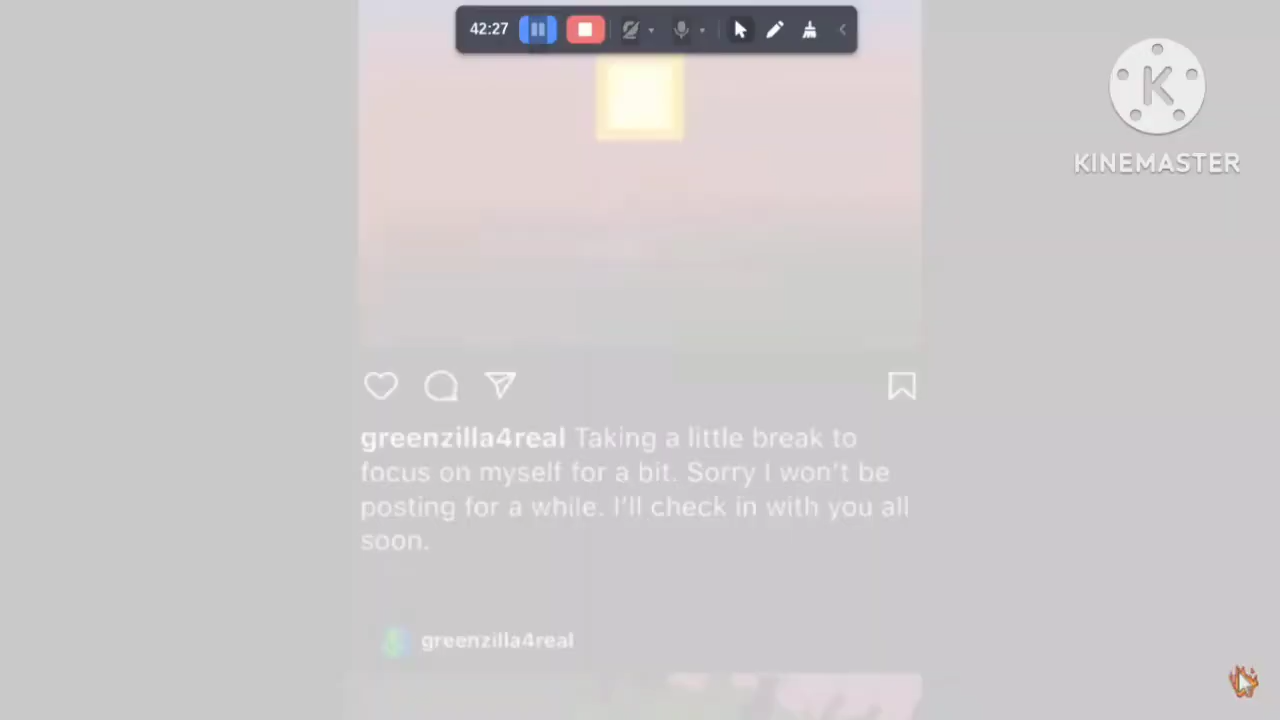 42:27
K
KINEMASTER
greenzilla4real Taking a little break to
focus on myself for a bit. Sorry I won't be
posting for a while. I'll check in with you all
soon.
greenzilla4real